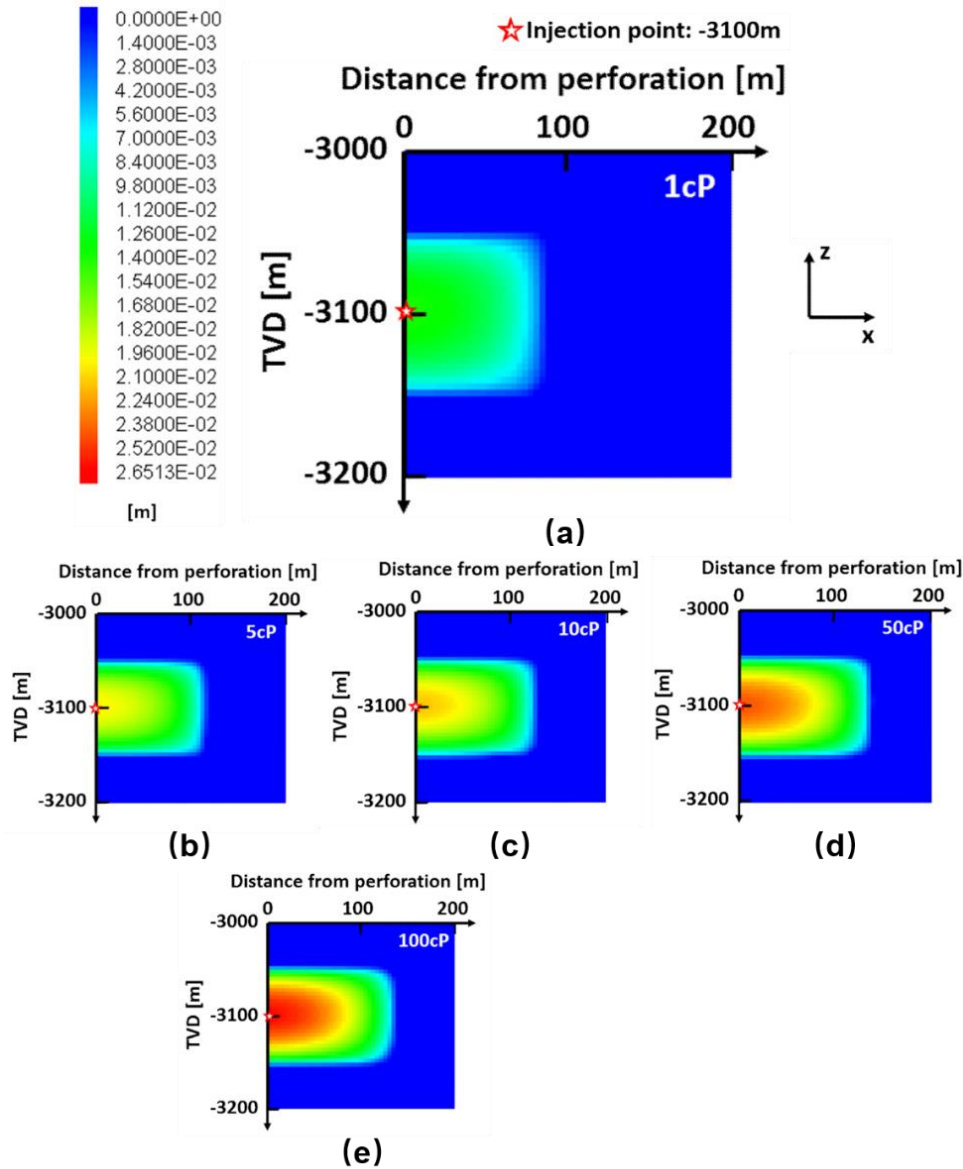 0.0000E+00
1.4000E-03
2.8000E-03
4.2000E-03
5.6000E-03
7.0000E-03
8.4000E-03
9.8000E-03
1.1200E-02
1.2600E-02
1.4000E-02
1.5400E-02
1.6800E-02
1.9600E-02
2.1000E-02
2.2400E-02
2.3800E-02
2.5200E-02
2.6513E-02
[m]
Injection point: -3100m
Distance from perforation [m]
0 100 200
-3000
1cP
TVD [m]
-3100
-3200
z
x
(a)
Distance from perforation [m]
0 100 200
-3000
5cP
TVD [m]
-3100
-3200
(b)
Distance from perforation [m]
0 100 200
-3000
10cP
TVD [m]
-3100
-3200
(c)
Distance from perforation [m]
0 100 200
-3000
50cP
TVD [m]
-3100
-3200
(d)
Distance from perforation [m]
0 100 200
-3000
100cP
TVD [m]
-3100
-3200
(e)